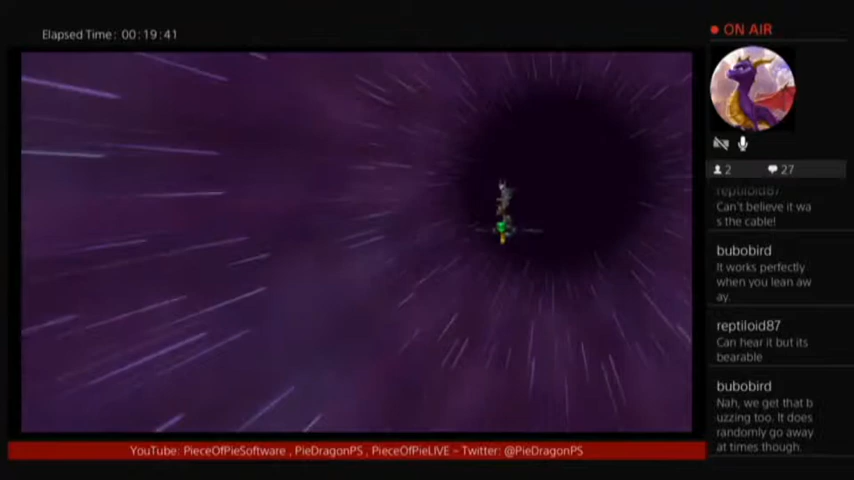 Elapsed Time: 00:19:41
ON AIR
2 27
reptiloid87
Can't believe it wa
s the cable!
bubobird
It works perfectly
when you lean aw
ay.
reptiloid87
Can hear it but its
bearable
bubobird
Nah, we get that b
uzzing too. It does
randomly go away
at times though.
YouTube: PieceOfPieSoftware , PieDragonPS , PieceOfPieLIVE – Twitter: @PieDragonPS